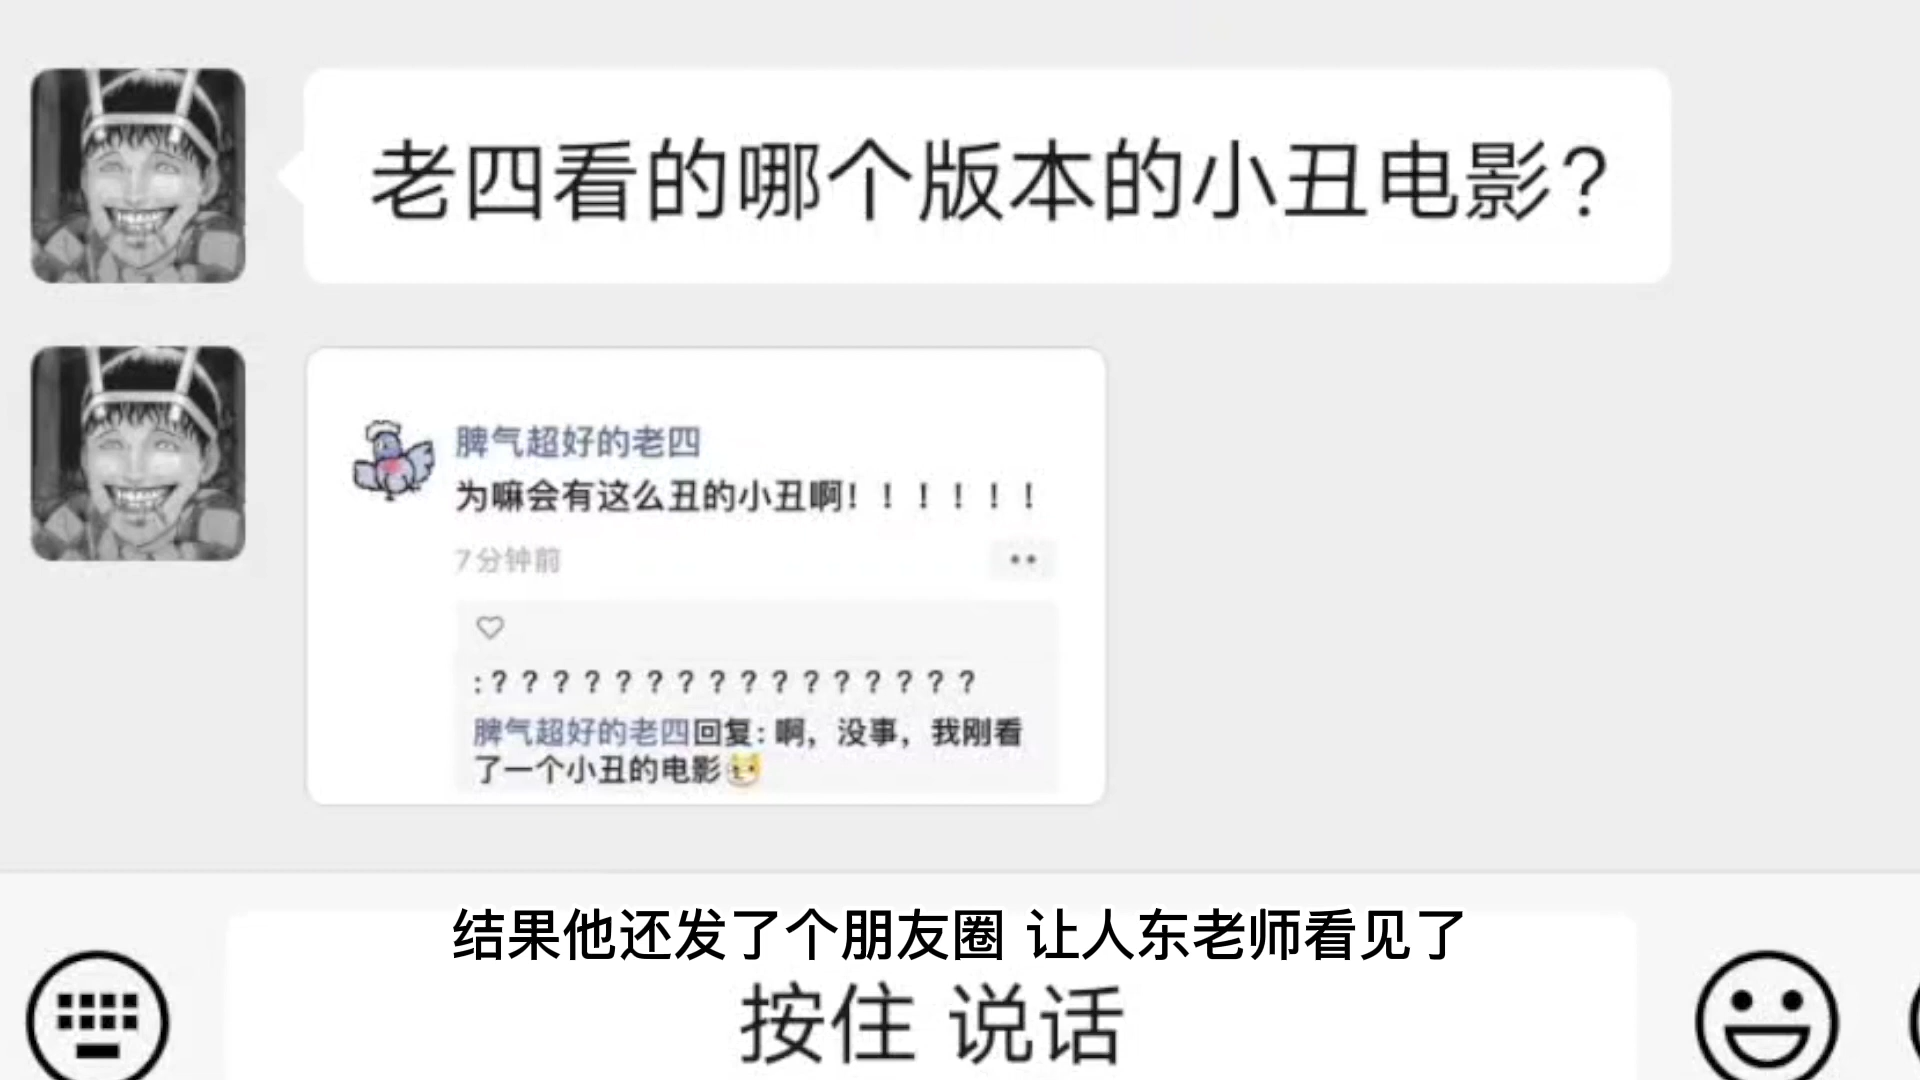 老四看的哪个版本的小丑电影？
脾气超好的老四
为嘛会有这么丑的小丑啊！！！！！！
7分钟前
:？？？？？？？？？？？？？？？？
脾气超好的老四回复：啊，没事，我刚看
了一个小丑的电影
结果他还发了个朋友圈 让人东老师看见了
按住 说话